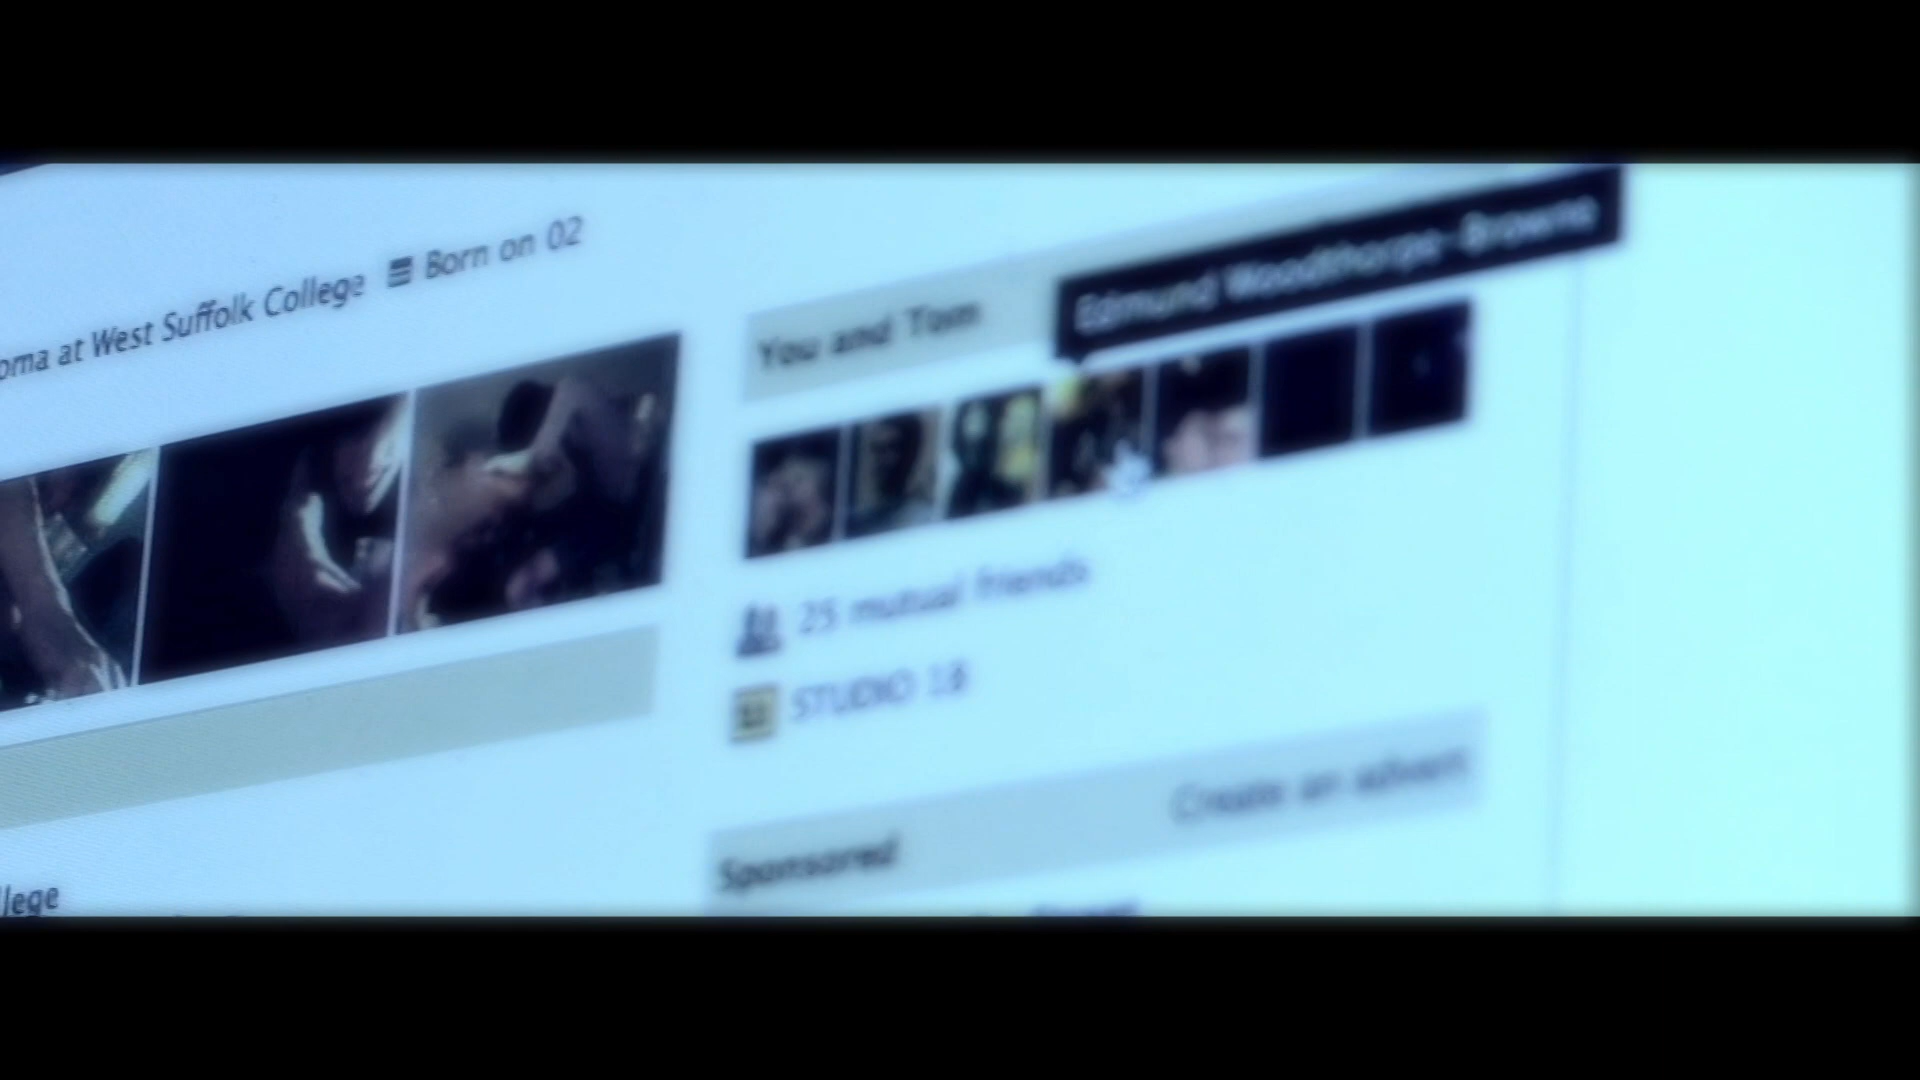 oma at West Suffolk College Born on 02
Edmund Woodthorpe-Browne
You and Tom
25 mutual friends
STUDIO 18
Create an advert
Sponsored
llege